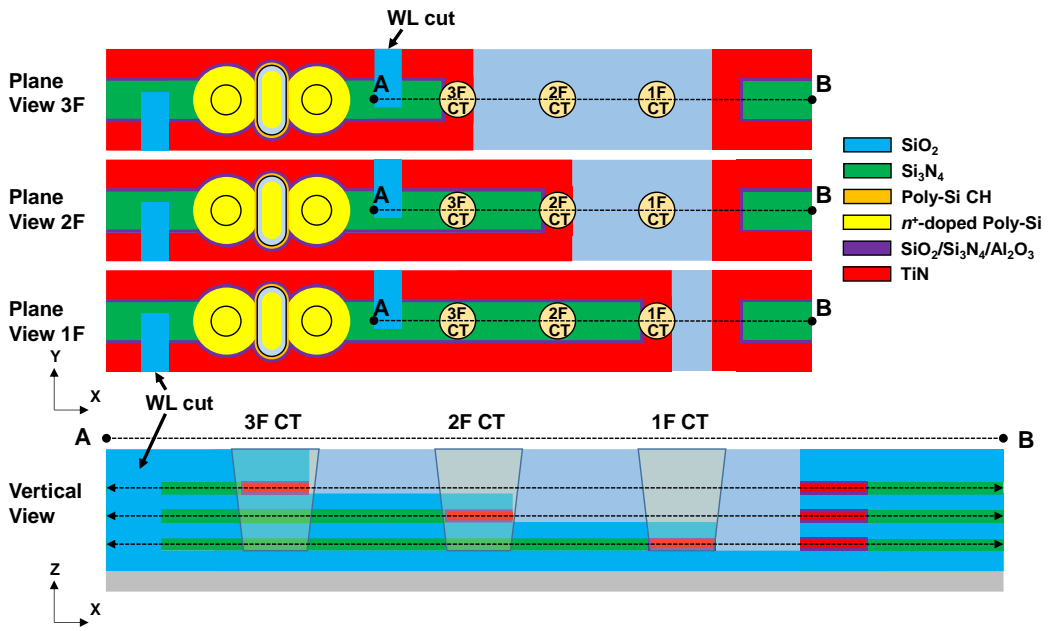 WL cut
Plane
View 3F
A
3F
CT
2F
CT
1F
CT
B
Plane
View 2F
A
3F
CT
2F
CT
1F
CT
B
Plane
View 1F
A
3F
CT
2F
CT
1F
CT
B
SiO₂
Si₃N₄
Poly-Si CH
n⁺-doped Poly-Si
SiO₂/Si₃N₄/Al₂O₃
TiN
Y
X
WL cut
A
3F CT
2F CT
1F CT
B
Vertical
View
Z
X